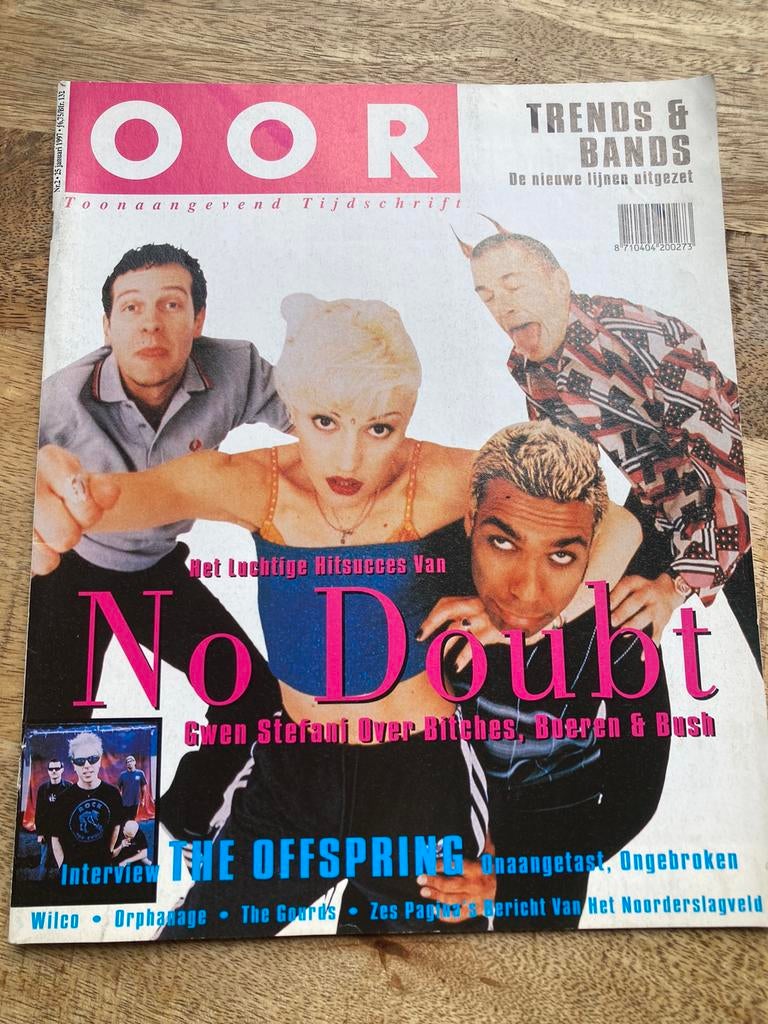 Nr.2 • 25 januari 1997 • f6,75/Bfr. 132
OOR
Toonaangevend Tijdschrift
TRENDS &
BANDS
De nieuwe lijnen uitgezet
8 710404 200273
Het Luchtige Hitsucces Van
No Doubt
Gwen Stefani Over Bitches, Boeren & Bush
ROCK
Interview THE OFFSPRING Onaangetast, Ongebroken
Wilco • Orphanage • The Gourds • Zes Pagina's Bericht Van Het Noorderslagveld